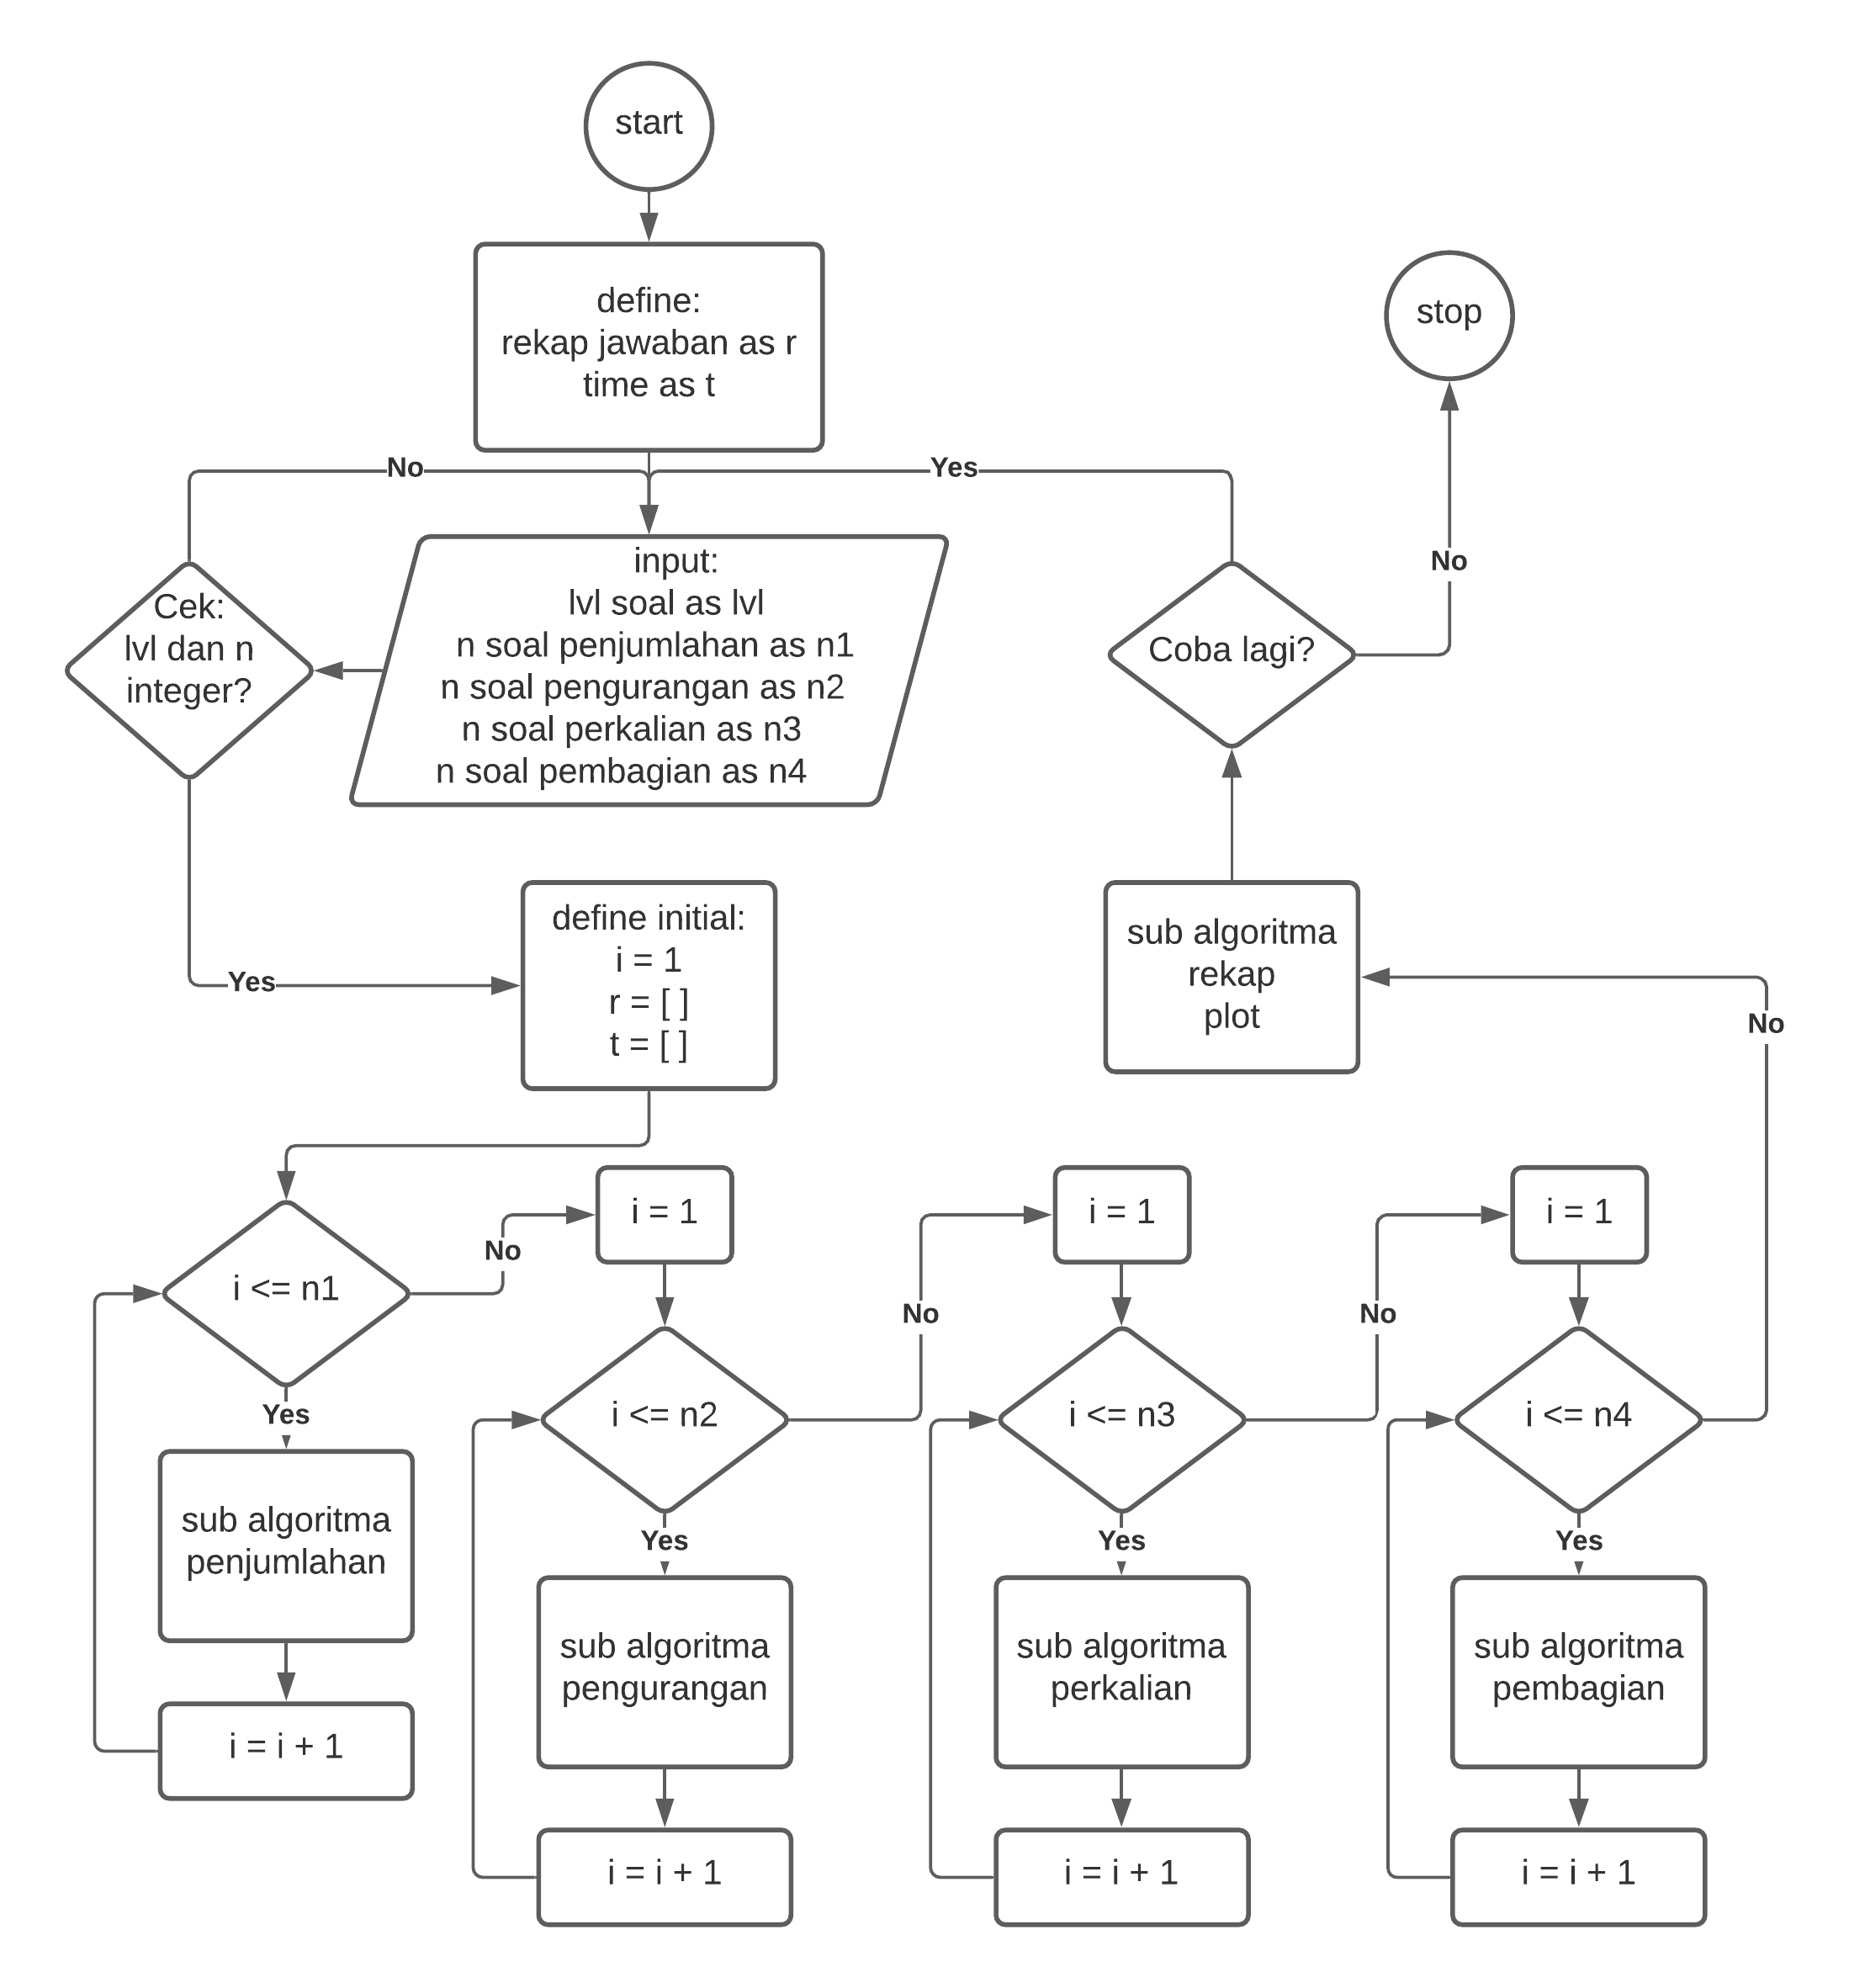 start
define:
rekap jawaban as r
time as t
stop
No
Yes
input:
lvl soal as lvl
n soal penjumlahan as n1
n soal pengurangan as n2
n soal perkalian as n3
n soal pembagian as n4
Cek:
lvl dan n
integer?
Coba lagi?
No
Yes
define initial:
i = 1
r = [ ]
t = [ ]
sub algoritma
rekap
plot
No
i <= n1
No
i = 1
No
i = 1
No
i = 1
Yes
i <= n2
i <= n3
i <= n4
sub algoritma
penjumlahan
Yes
Yes
Yes
i = i + 1
sub algoritma
pengurangan
sub algoritma
perkalian
sub algoritma
pembagian
i = i + 1
i = i + 1
i = i + 1